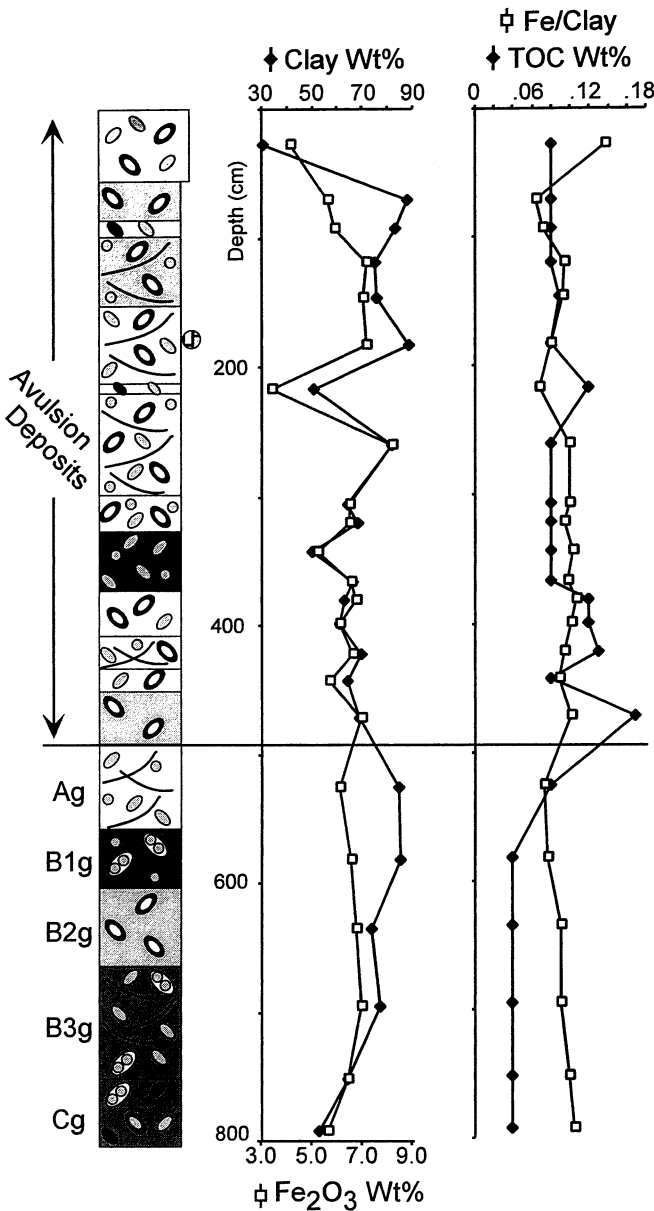 Fe/Clay
Clay Wt%
TOC Wt%
30 50 70 90
0 .06 .12 .18
Depth (cm)
200
Avulsion
Deposits
400
Ag
B1g
600
B2g
B3g
Cg
800
3.0 5.0 7.0 9.0
Fe₂O₃ Wt%